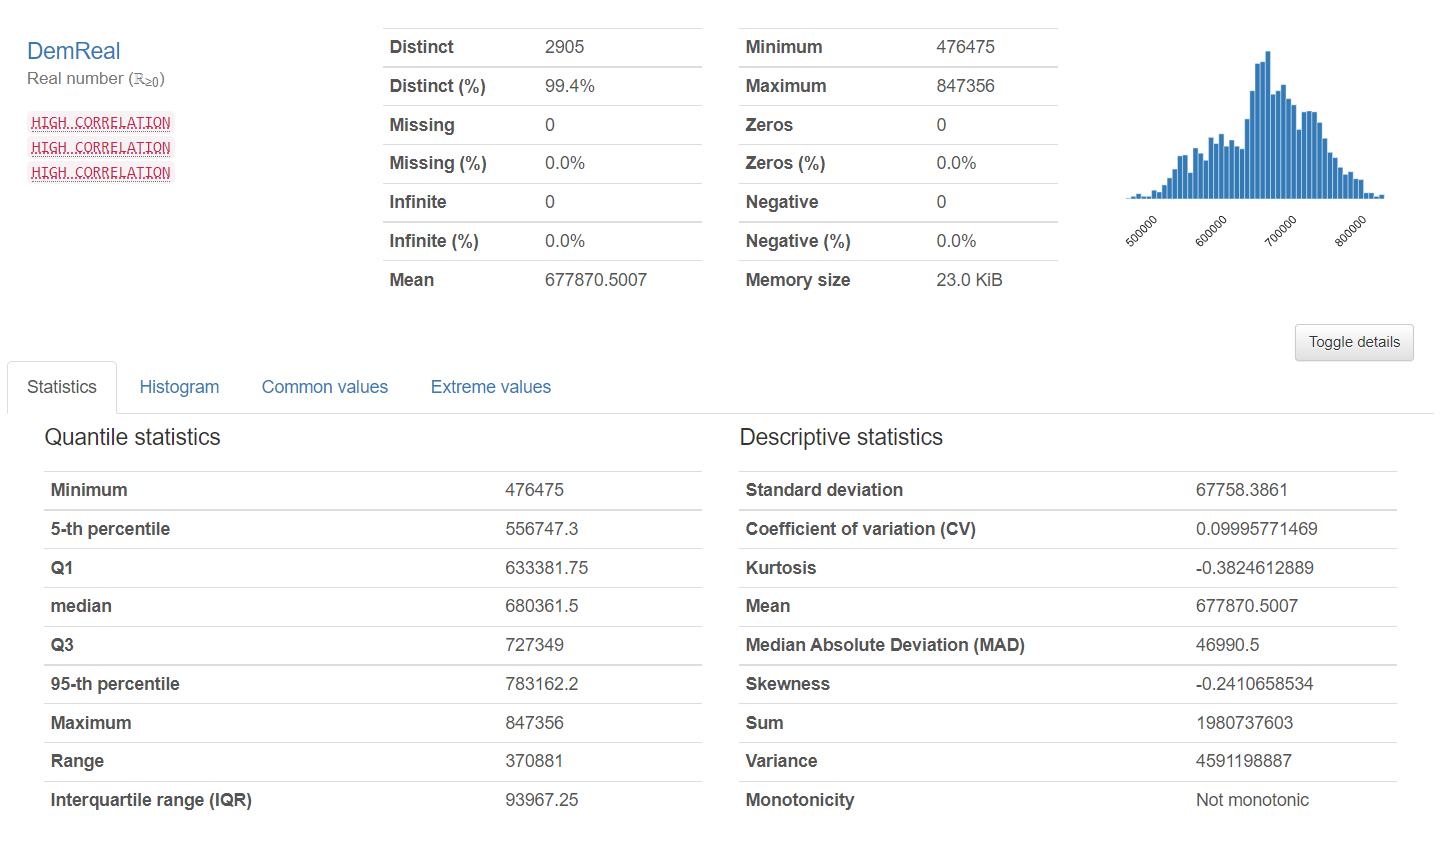 DemReal
Real number (ℝ≥0)
HIGH CORRELATION
HIGH CORRELATION
HIGH CORRELATION
Distinct 2905
Distinct (%) 99.4%
Missing 0
Missing (%) 0.0%
Infinite 0
Infinite (%) 0.0%
Mean 677870.5007
Minimum 476475
Maximum 847356
Zeros 0
Zeros (%) 0.0%
Negative 0
Negative (%) 0.0%
Memory size 23.0 KiB
500000 600000 700000 800000
Toggle details
Statistics Histogram Common values Extreme values
Quantile statistics
Minimum 476475
5-th percentile 556747.3
Q1 633381.75
median 680361.5
Q3 727349
95-th percentile 783162.2
Maximum 847356
Range 370881
Interquartile range (IQR) 93967.25
Descriptive statistics
Standard deviation 67758.3861
Coefficient of variation (CV) 0.09995771469
Kurtosis -0.3824612889
Mean 677870.5007
Median Absolute Deviation (MAD) 46990.5
Skewness -0.2410658534
Sum 1980737603
Variance 4591198887
Monotonicity Not monotonic